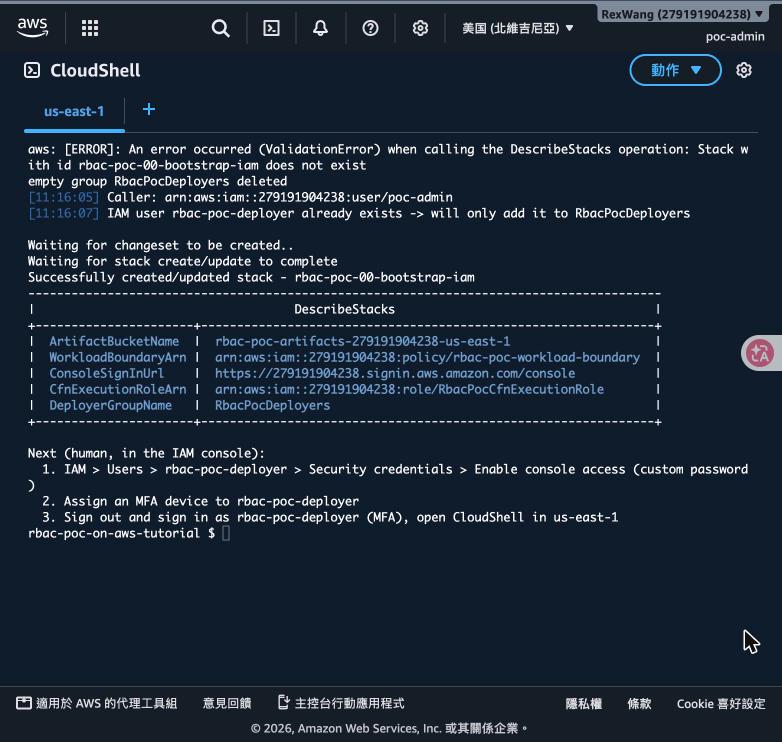 aws
美國 (北維吉尼亞) ▼
RexWang (279191904238) ▼
poc-admin
CloudShell
動作 ▼
us-east-1
+
aws: [ERROR]: An error occurred (ValidationError) when calling the DescribeStacks operation: Stack w
ith id rbac-poc-00-bootstrap-iam does not exist
empty group RbacPocDeployers deleted
[11:16:05] Caller: arn:aws:iam::279191904238:user/poc-admin
[11:16:07] IAM user rbac-poc-deployer already exists -> will only add it to RbacPocDeployers
Waiting for changeset to be created..
Waiting for stack create/update to complete
Successfully created/updated stack - rbac-poc-00-bootstrap-iam
-------------------------------------------------------------------------------------
|                                  DescribeStacks                                   |
+----------------------+------------------------------------------------------------+
|  ArtifactBucketName  |  rbac-poc-artifacts-279191904238-us-east-1                 |
|  WorkloadBoundaryArn |  arn:aws:iam::279191904238:policy/rbac-poc-workload-boundary  |
|  ConsoleSignInUrl    |  https://279191904238.signin.aws.amazon.com/console        |
|  CfnExecutionRoleArn |  arn:aws:iam::279191904238:role/RbacPocCfnExecutionRole    |
|  DeployerGroupName   |  RbacPocDeployers                                          |
+----------------------+------------------------------------------------------------+
Next (human, in the IAM console):
1. IAM > Users > rbac-poc-deployer > Security credentials > Enable console access (custom password
)
2. Assign an MFA device to rbac-poc-deployer
3. Sign out and sign in as rbac-poc-deployer (MFA), open CloudShell in us-east-1
rbac-poc-on-aws-tutorial $
適用於 AWS 的代理工具組
意見回饋
主控台行動應用程式
隱私權
條款
Cookie 喜好設定
© 2026, Amazon Web Services, Inc. 或其關係企業。